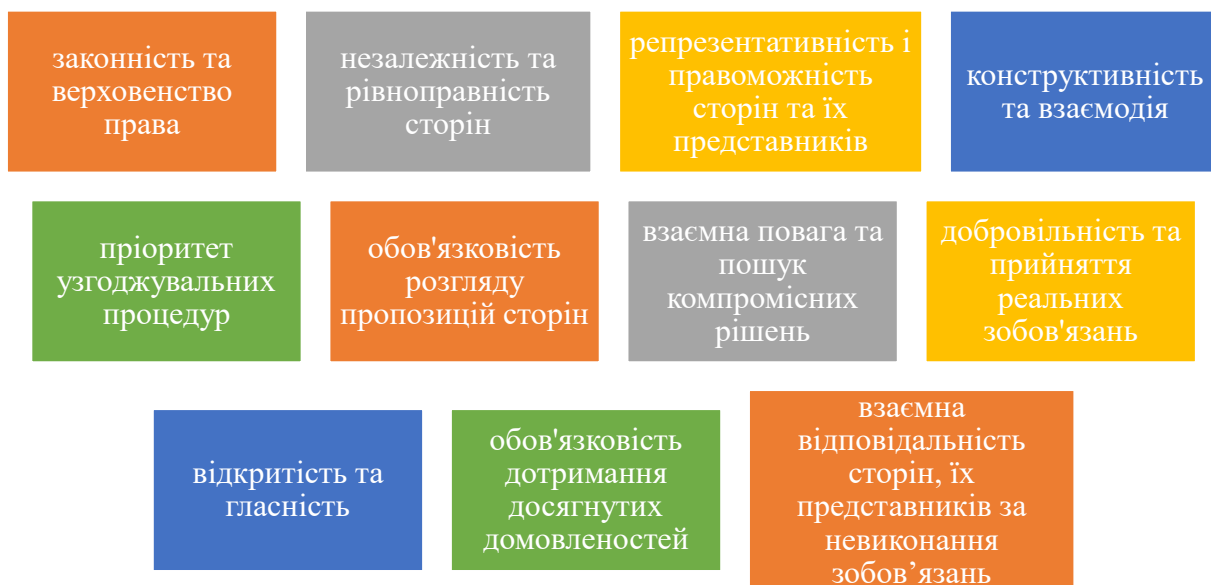 законність та
верховенство
права
незалежність та
рівноправність
сторін
репрезентативність і
правоможність
сторін та їх
представників
конструктивність
та взаємодія
пріоритет
узгоджувальних
процедур
обов'язковість
розгляду
пропозицій сторін
взаємна повага та
пошук
компромісних
рішень
добровільність та
прийняття
реальних
зобов'язань
відкритість та
гласність
обов'язковість
дотримання
досягнутих
домовленостей
взаємна
відповідальність
сторін, їх
представників за
невиконання
зобов’язань